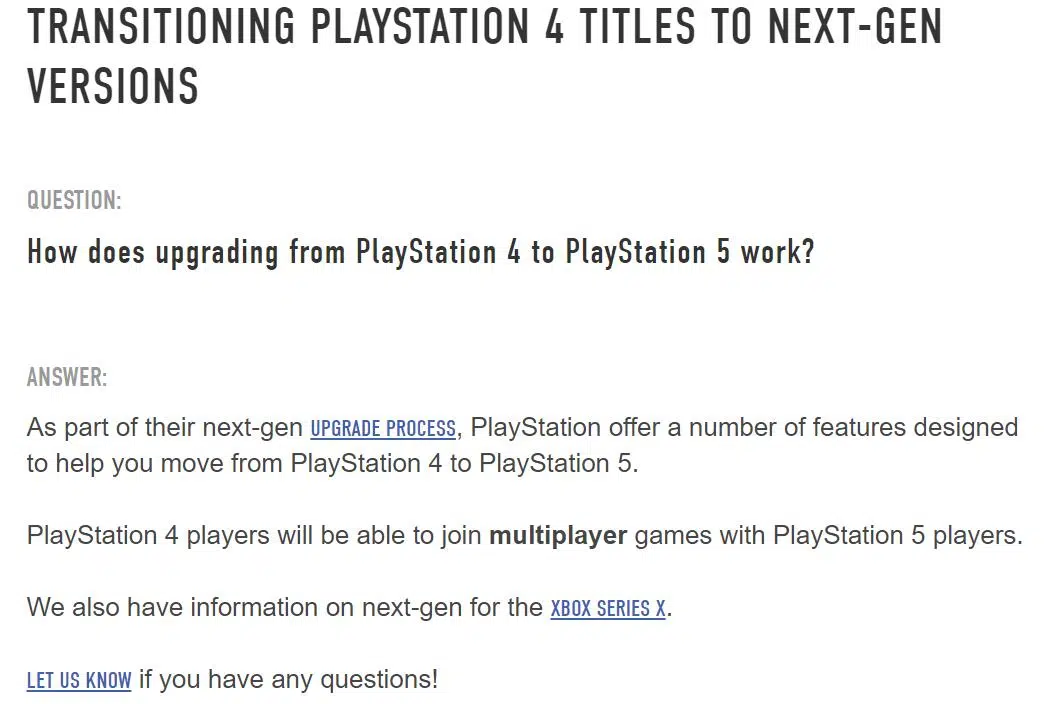 TRANSITIONING PLAYSTATION 4 TITLES TO NEXT-GEN
VERSIONS
QUESTION:
How does upgrading from PlayStation 4 to PlayStation 5 work?
ANSWER:
As part of their next-gen UPGRADE PROCESS, PlayStation offer a number of features designed
to help you move from PlayStation 4 to PlayStation 5.
PlayStation 4 players will be able to join multiplayer games with PlayStation 5 players.
We also have information on next-gen for the XBOX SERIES X.
LET US KNOW if you have any questions!